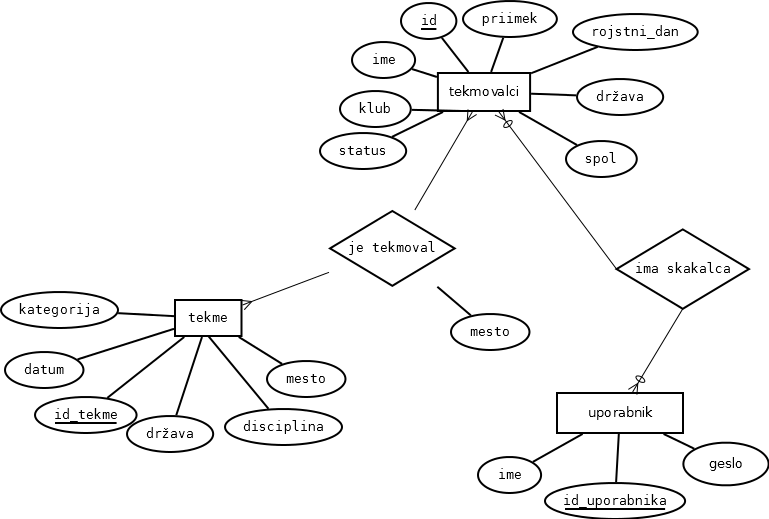 id
priimek
rojstni_dan
ime
tekmovalci
država
klub
status
spol
je tekmoval
ima skakalca
kategorija
tekme
mesto
datum
mesto
id_tekme
država
disciplina
uporabnik
ime
geslo
id_uporabnika